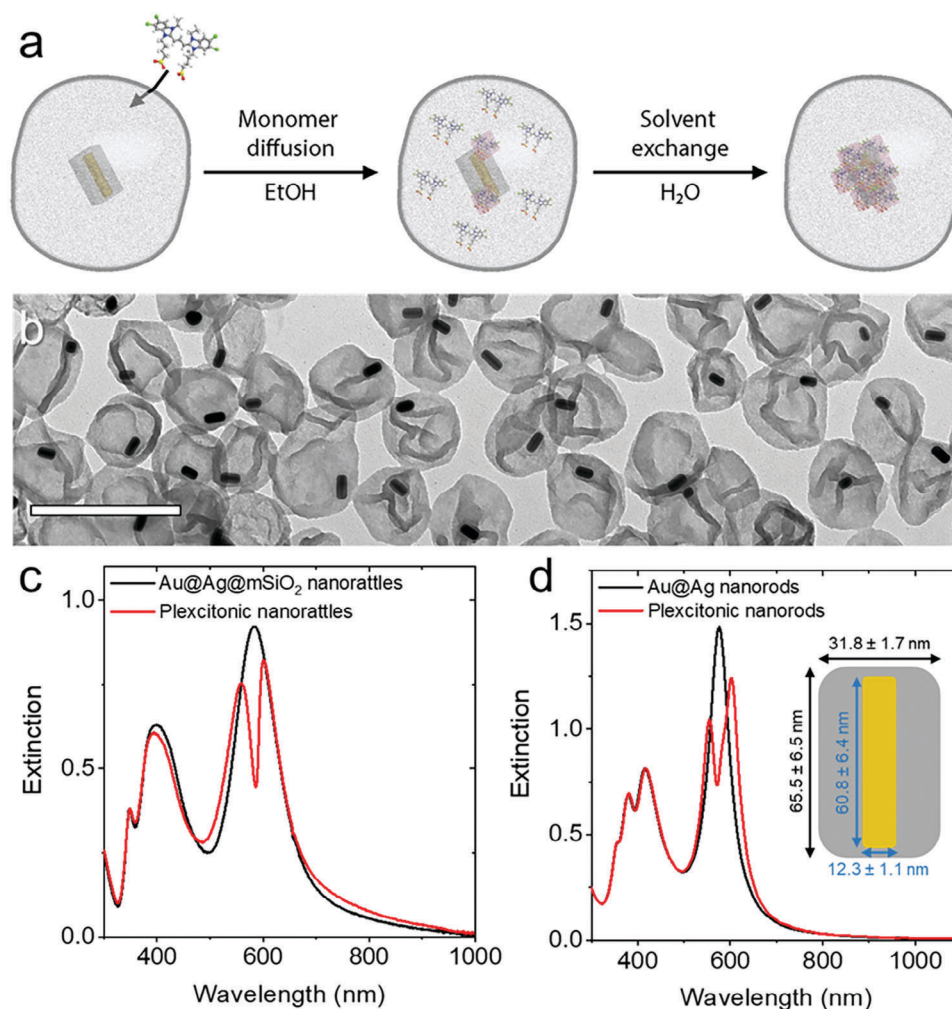 a
Monomer
diffusion
EtOH
Solvent
exchange
H₂O
b
c
Au@Ag@mSiO₂ nanorattles
Plexcitonic nanorattles
1.0
0.5
0.0
Extinction
400 600 800 1000
Wavelength (nm)
d
Au@Ag nanorods
Plexcitonic nanorods
1.5
1.0
0.5
0.0
Extinction
400 600 800 1000
Wavelength (nm)
31.8 ± 1.7 nm
65.5 ± 6.5 nm
60.8 ± 6.4 nm
12.3 ± 1.1 nm